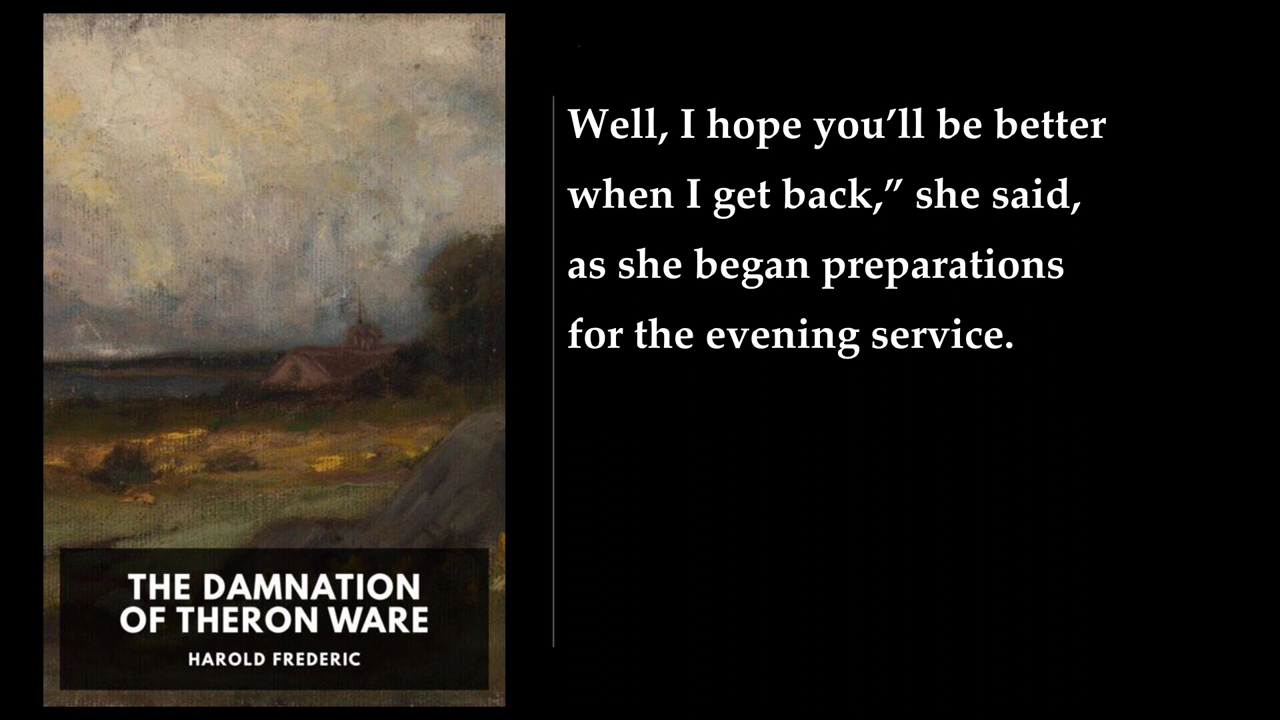 Well, I hope you’ll be better
when I get back,” she said,
as she began preparations
for the evening service.
THE DAMNATION
OF THERON WARE
HAROLD FREDERIC